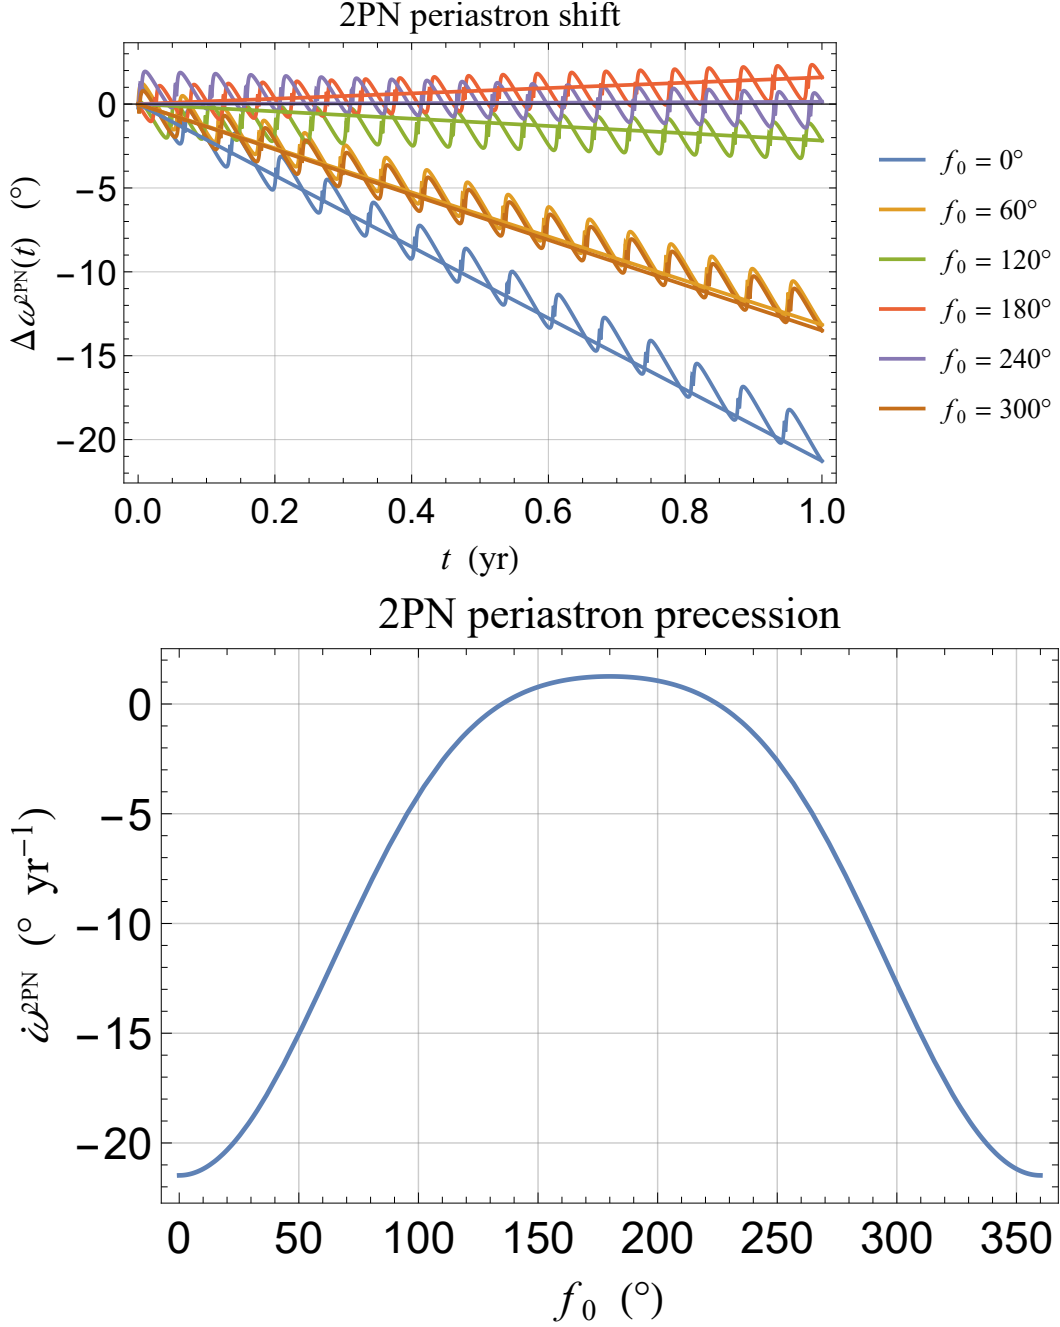 2PN periastron shift
0
−5
−10
−15
−20
Δω²ᴾᴺ(t) (°)
0.0 0.2 0.4 0.6 0.8 1.0
t (yr)
f₀ = 0°
f₀ = 60°
f₀ = 120°
f₀ = 180°
f₀ = 240°
f₀ = 300°
2PN periastron precession
0
−5
−10
−15
−20
ω̇²ᴾᴺ (° yr⁻¹)
0 50 100 150 200 250 300 350
f₀ (°)